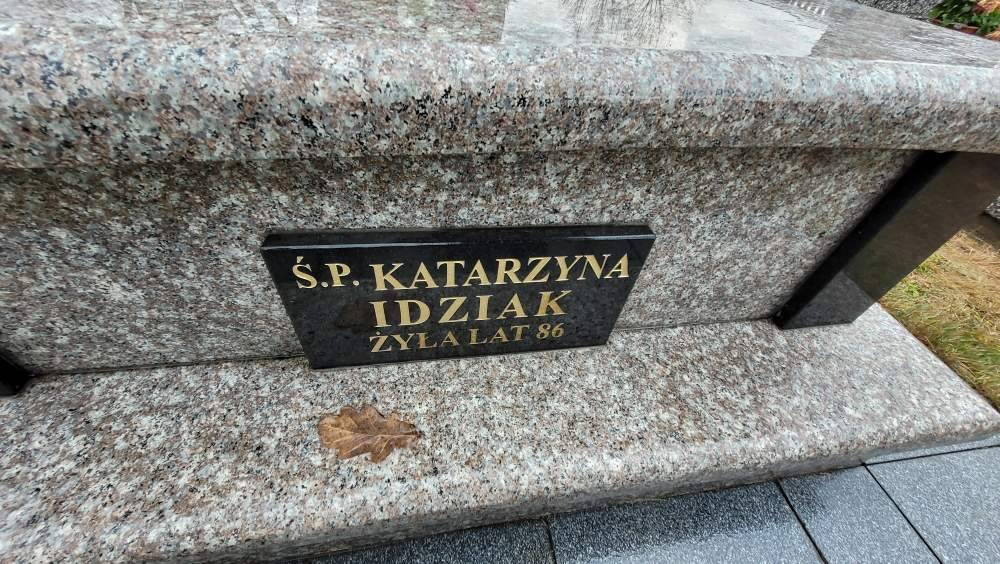 Ś.P. KATARZYNA
IDZIAK
ŻYŁA LAT 86